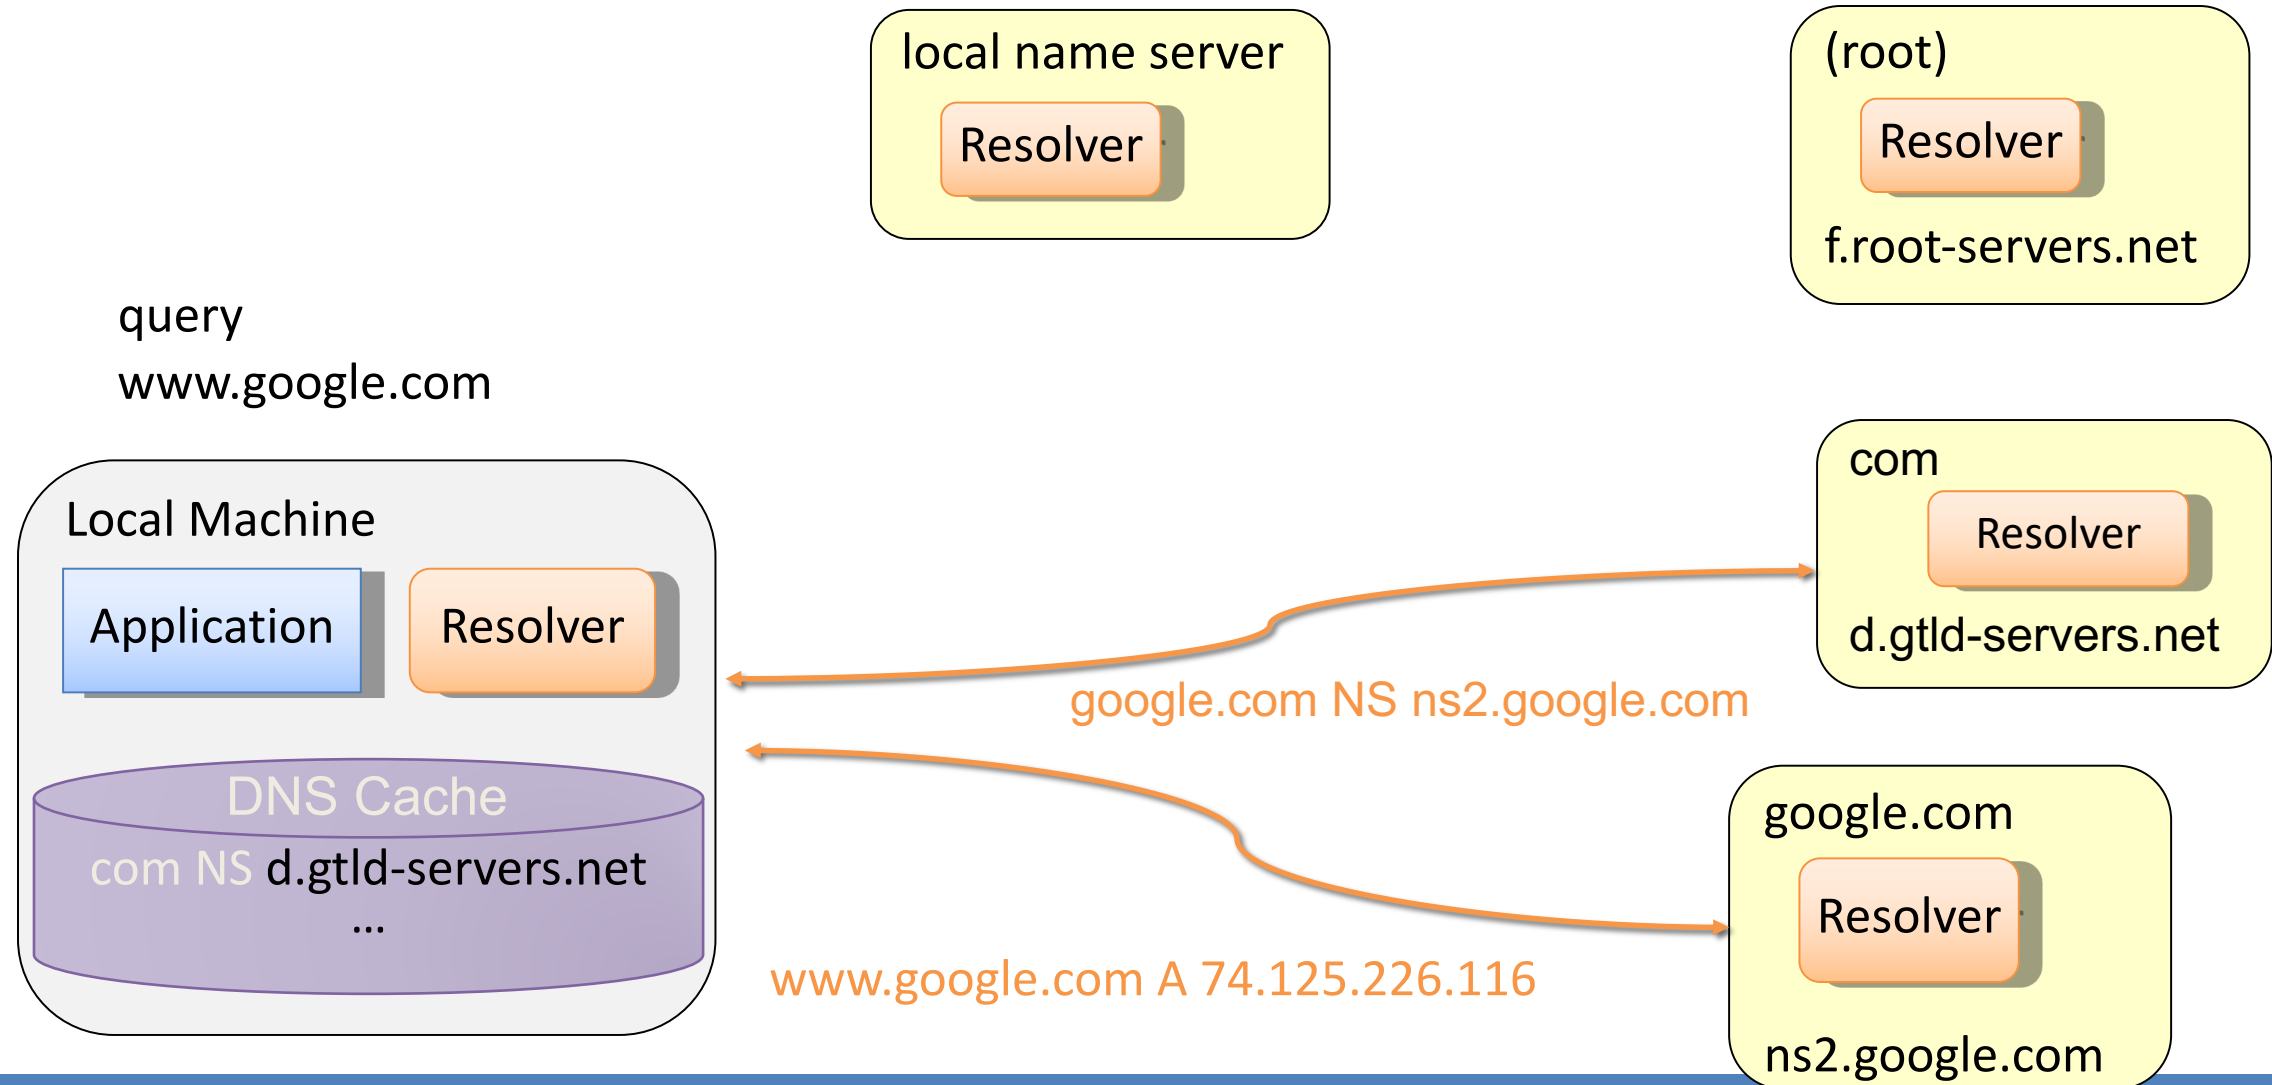 local name server
Resolver
(root)
Resolver
f.root-servers.net
query
www.google.com
Local Machine
Application
Resolver
DNS Cache
com NS d.gtld-servers.net
...
com
Resolver
d.gtld-servers.net
google.com NS ns2.google.com
www.google.com A 74.125.226.116
google.com
Resolver
ns2.google.com